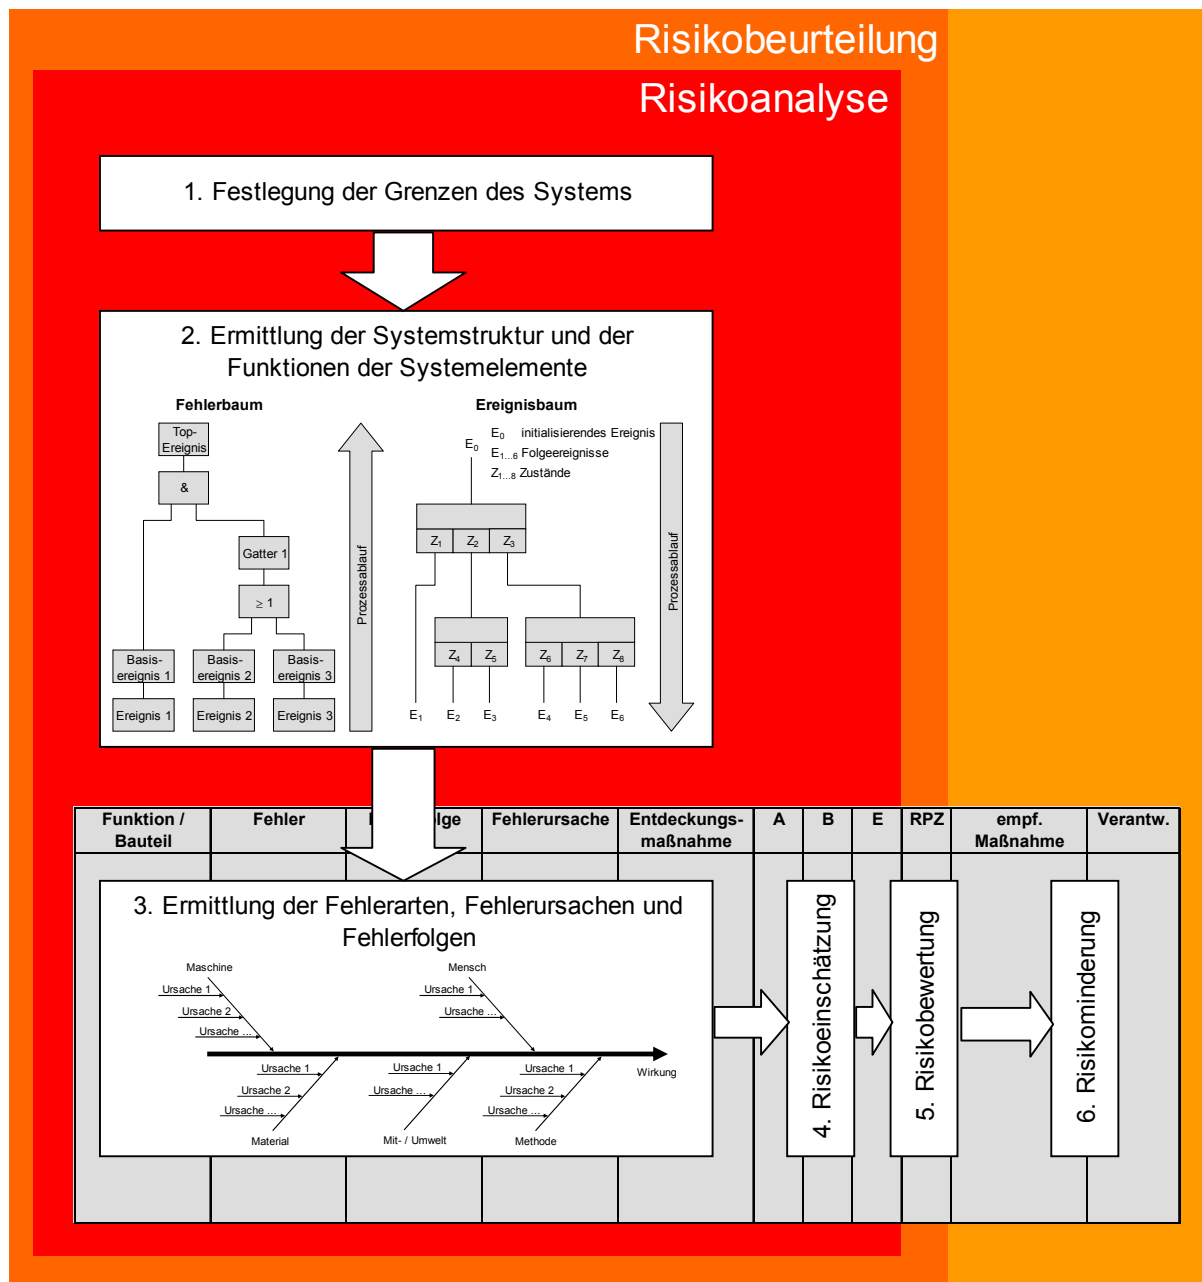 Risikobeurteilung
Risikoanalyse
1. Festlegung der Grenzen des Systems
2. Ermittlung der Systemstruktur und der
Funktionen der Systemelemente
Fehlerbaum
Top-
Ereignis
&
Gatter 1
≥ 1
Basis-
ereignis 1
Basis-
ereignis 2
Basis-
ereignis 3
Ereignis 1
Ereignis 2
Ereignis 3
Prozessablauf
Ereignisbaum
E0
E0 initialisierendes Ereignis
E1...6 Folgeereignisse
Z1...8 Zustände
Z1 Z2 Z3
Z4 Z5
Z6 Z7 Z8
E1 E2 E3 E4 E5 E6
Prozessablauf
Funktion /
Bauteil
Fehler
lge
Fehlerursache
Entdeckungs-
maßnahme
A
B
E
RPZ
empf.
Maßnahme
Verantw.
3. Ermittlung der Fehlerarten, Fehlerursachen und
Fehlerfolgen
Maschine
Ursache 1
Ursache 2
Ursache ...
Mensch
Ursache 1
Ursache ...
Wirkung
Ursache 1
Ursache 2
Ursache ...
Material
Ursache 1
Ursache ...
Mit- / Umwelt
Ursache 1
Ursache 2
Ursache ...
Methode
4. Risikoeinschätzung
5. Risikobewertung
6. Risikominderung